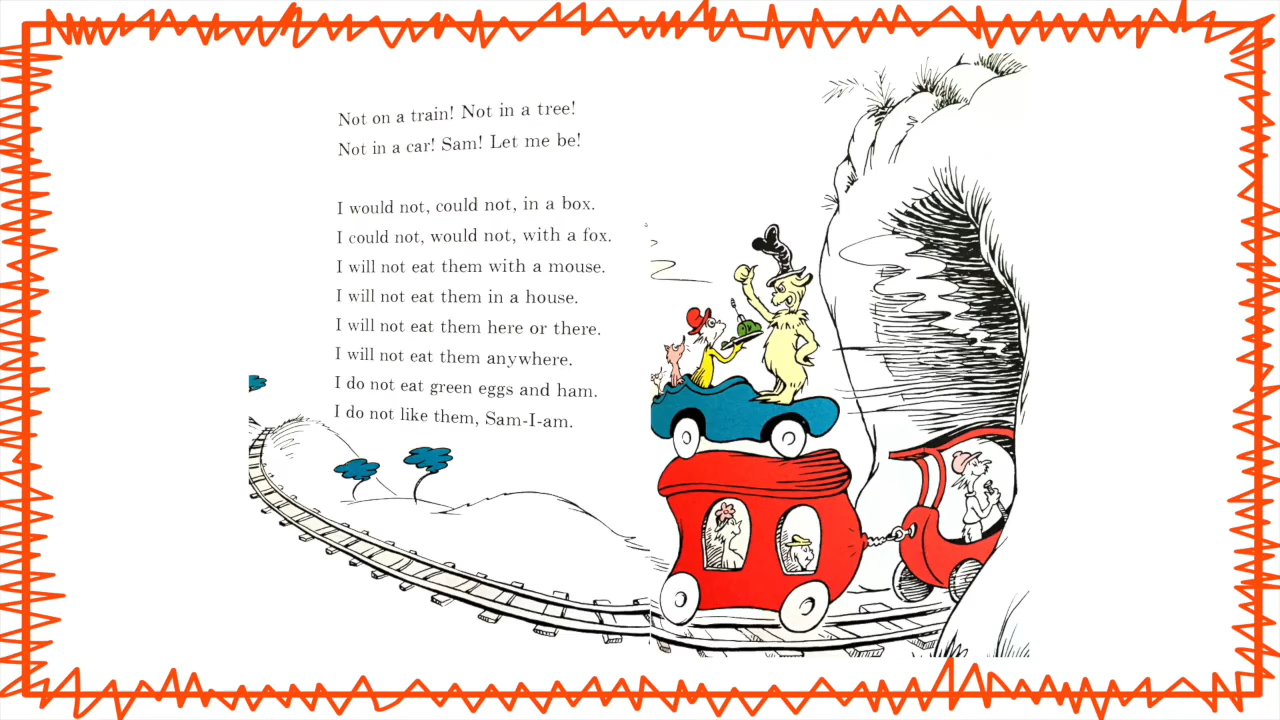 Not on a train! Not in a tree!
Not in a car! Sam! Let me be!
I would not, could not, in a box.
I could not, would not, with a fox.
I will not eat them with a mouse.
I will not eat them in a house.
I will not eat them here or there.
I will not eat them anywhere.
I do not eat green eggs and ham.
I do not like them, Sam-I-am.